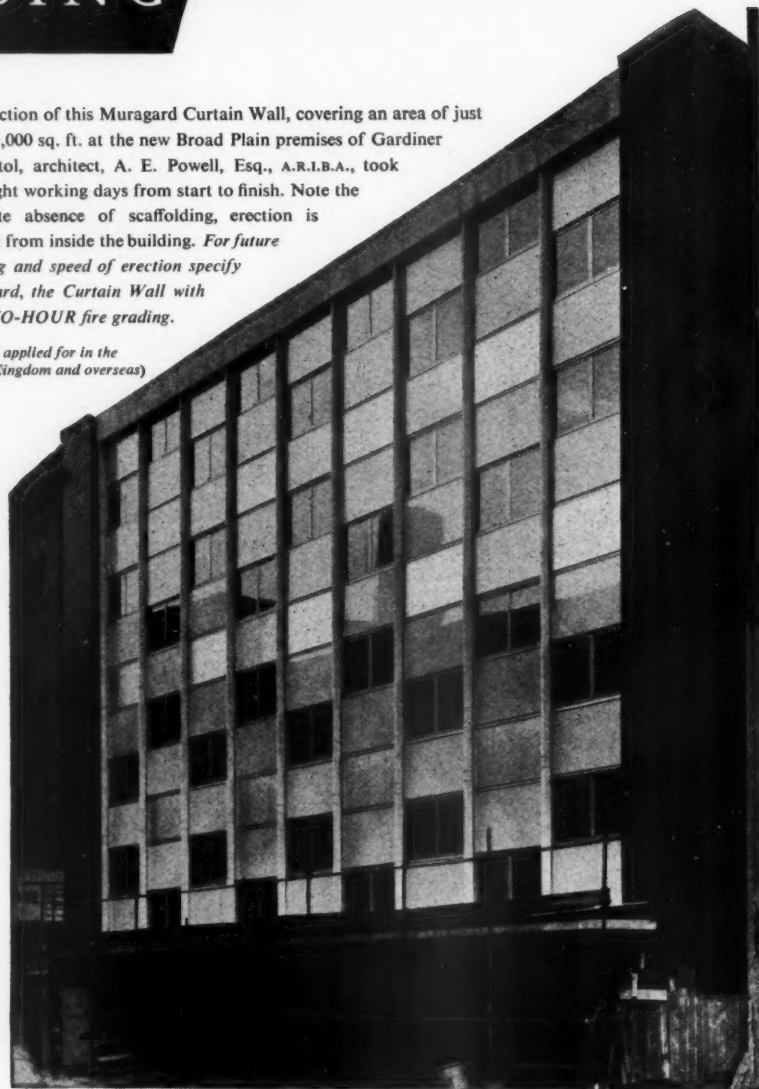 ction of this Muragard Curtain Wall, covering an area of just
,000 sq. ft. at the new Broad Plain premises of Gardiner
tol, architect, A. E. Powell, Esq., A.R.I.B.A., took
ght working days from start to finish. Note the
te absence of scaffolding, erection is
from inside the building. For future
g and speed of erection specify
ard, the Curtain Wall with
O-HOUR fire grading.
applied for in the
Kingdom and overseas)